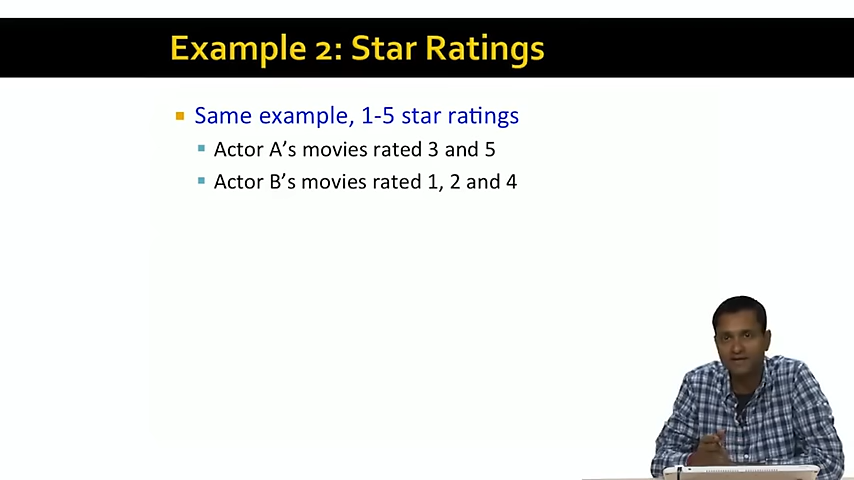 Example 2: Star Ratings
Same example, 1-5 star ratings
Actor A's movies rated 3 and 5
Actor B's movies rated 1, 2 and 4